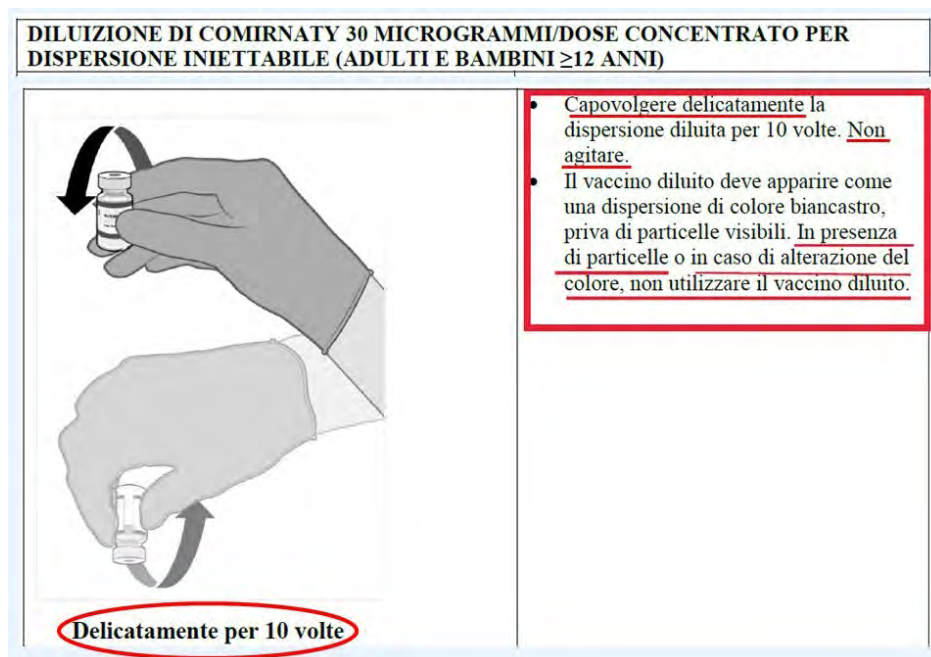 DILUIZIONE DI COMIRNATY 30 MICROGRAMMI/DOSE CONCENTRATO PER
DISPERSIONE INIETTABILE (ADULTI E BAMBINI ≥12 ANNI)
• Capovolgere delicatamente la
dispersione diluita per 10 volte. Non
agitare.
• Il vaccino diluito deve apparire come
una dispersione di colore biancastro,
priva di particelle visibili. In presenza
di particelle o in caso di alterazione del
colore, non utilizzare il vaccino diluito.
Delicatamente per 10 volte